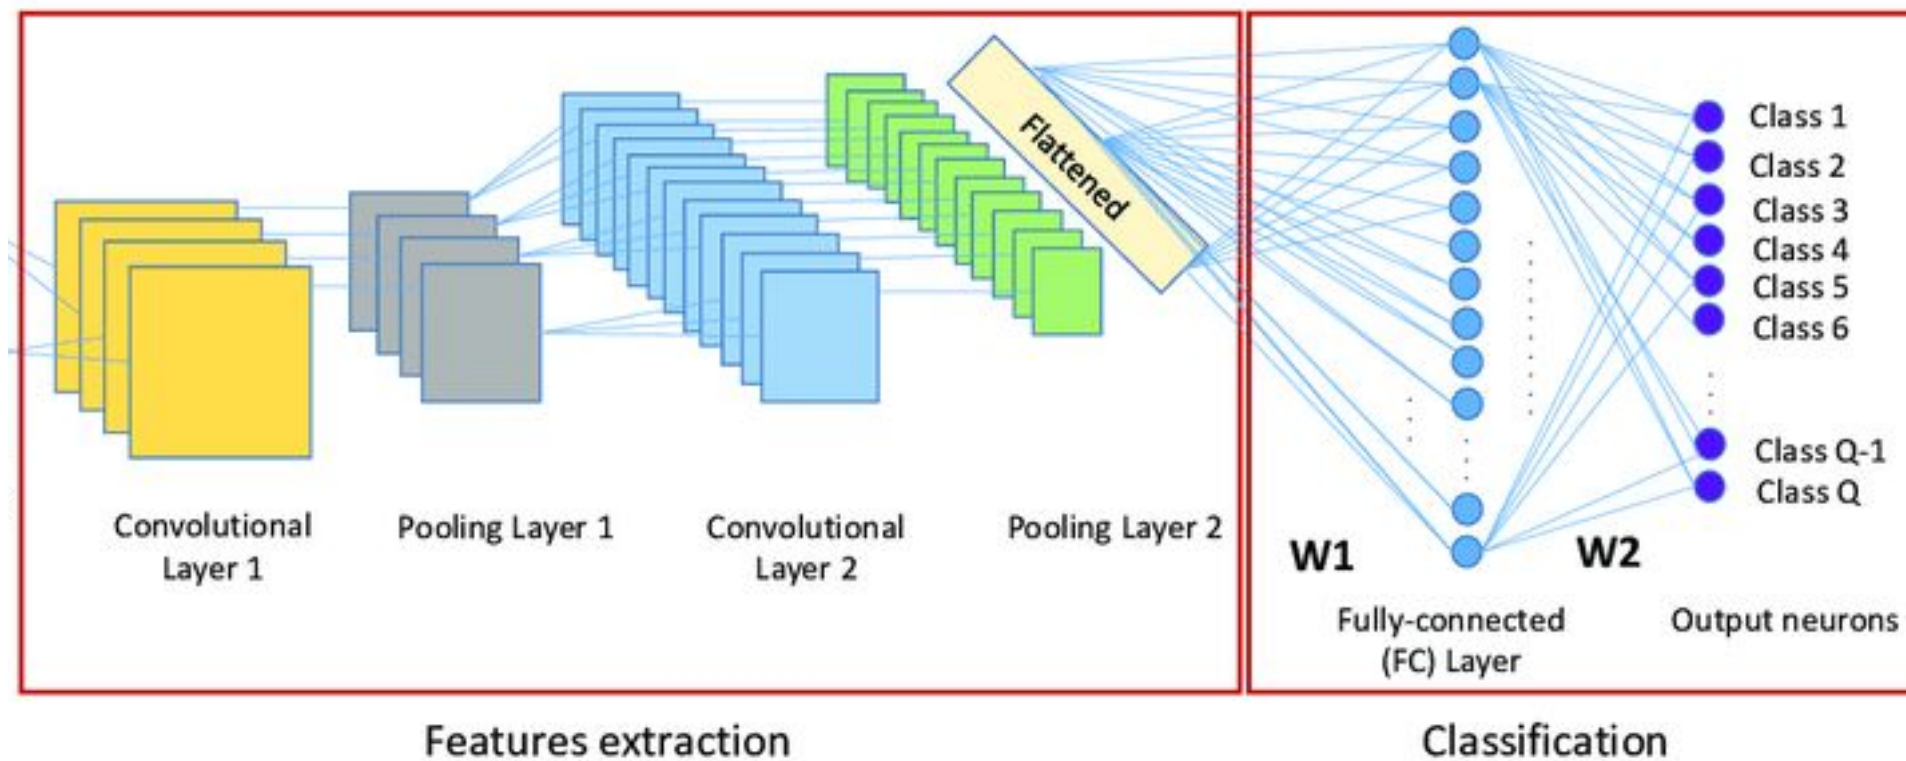 Flattened
Class 1
Class 2
Class 3
Class 4
Class 5
Class 6
Class Q-1
Class Q
Convolutional
Layer 1
Pooling Layer 1
Convolutional
Layer 2
Pooling Layer 2
W1
W2
Fully-connected
(FC) Layer
Output neurons
Features extraction
Classification